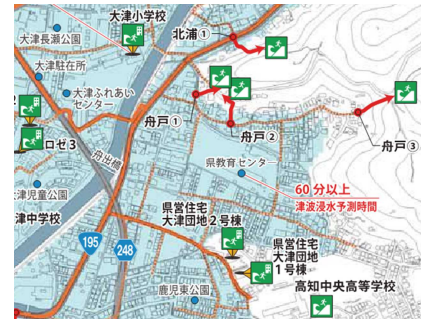 大津小学校
北浦①
大津長瀬公園
大津駐在所
大津ふれあい
センター
舟戸①
舟戸②
舟戸③
ロゼ3
舟出橋
県教育センター
60分以上
津波浸水予測時間
津児童公園
津中学校
県営住宅
大津団地2号棟
195
248
県営住宅
大津団地
1号棟
高知中央高等学校
鹿児東公園